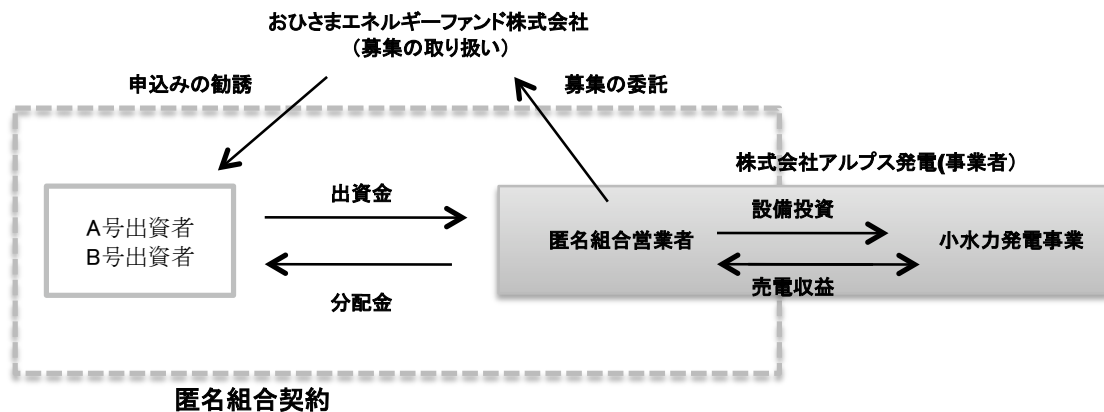 おひさまエネルギーファンド株式会社
（募集の取り扱い）
申込みの勧誘
募集の委託
株式会社アルプス発電(事業者）
出資金
設備投資
A号出資者
B号出資者
匿名組合営業者
小水力発電事業
分配金
売電収益
匿名組合契約